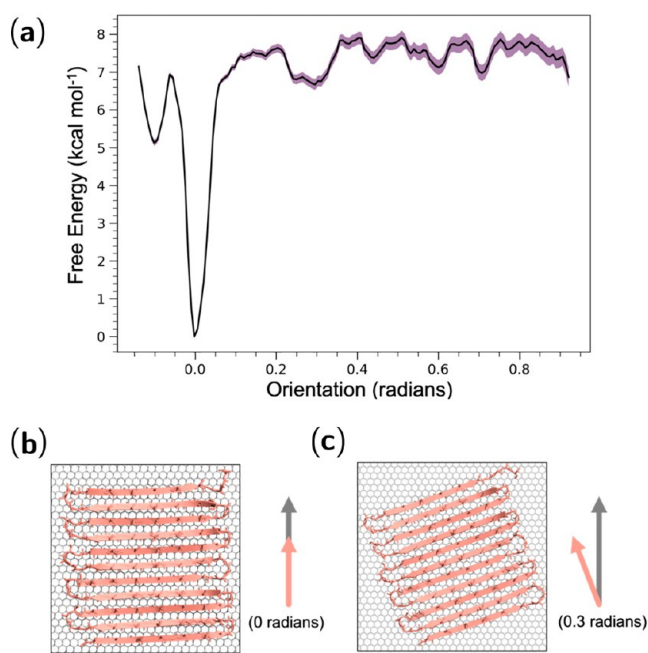 (a)
8
7
6
5
4
3
2
1
0
Free Energy (kcal mol⁻¹)
0.0 0.2 0.4 0.6 0.8
Orientation (radians)
(b)
(0 radians)
(c)
(0.3 radians)